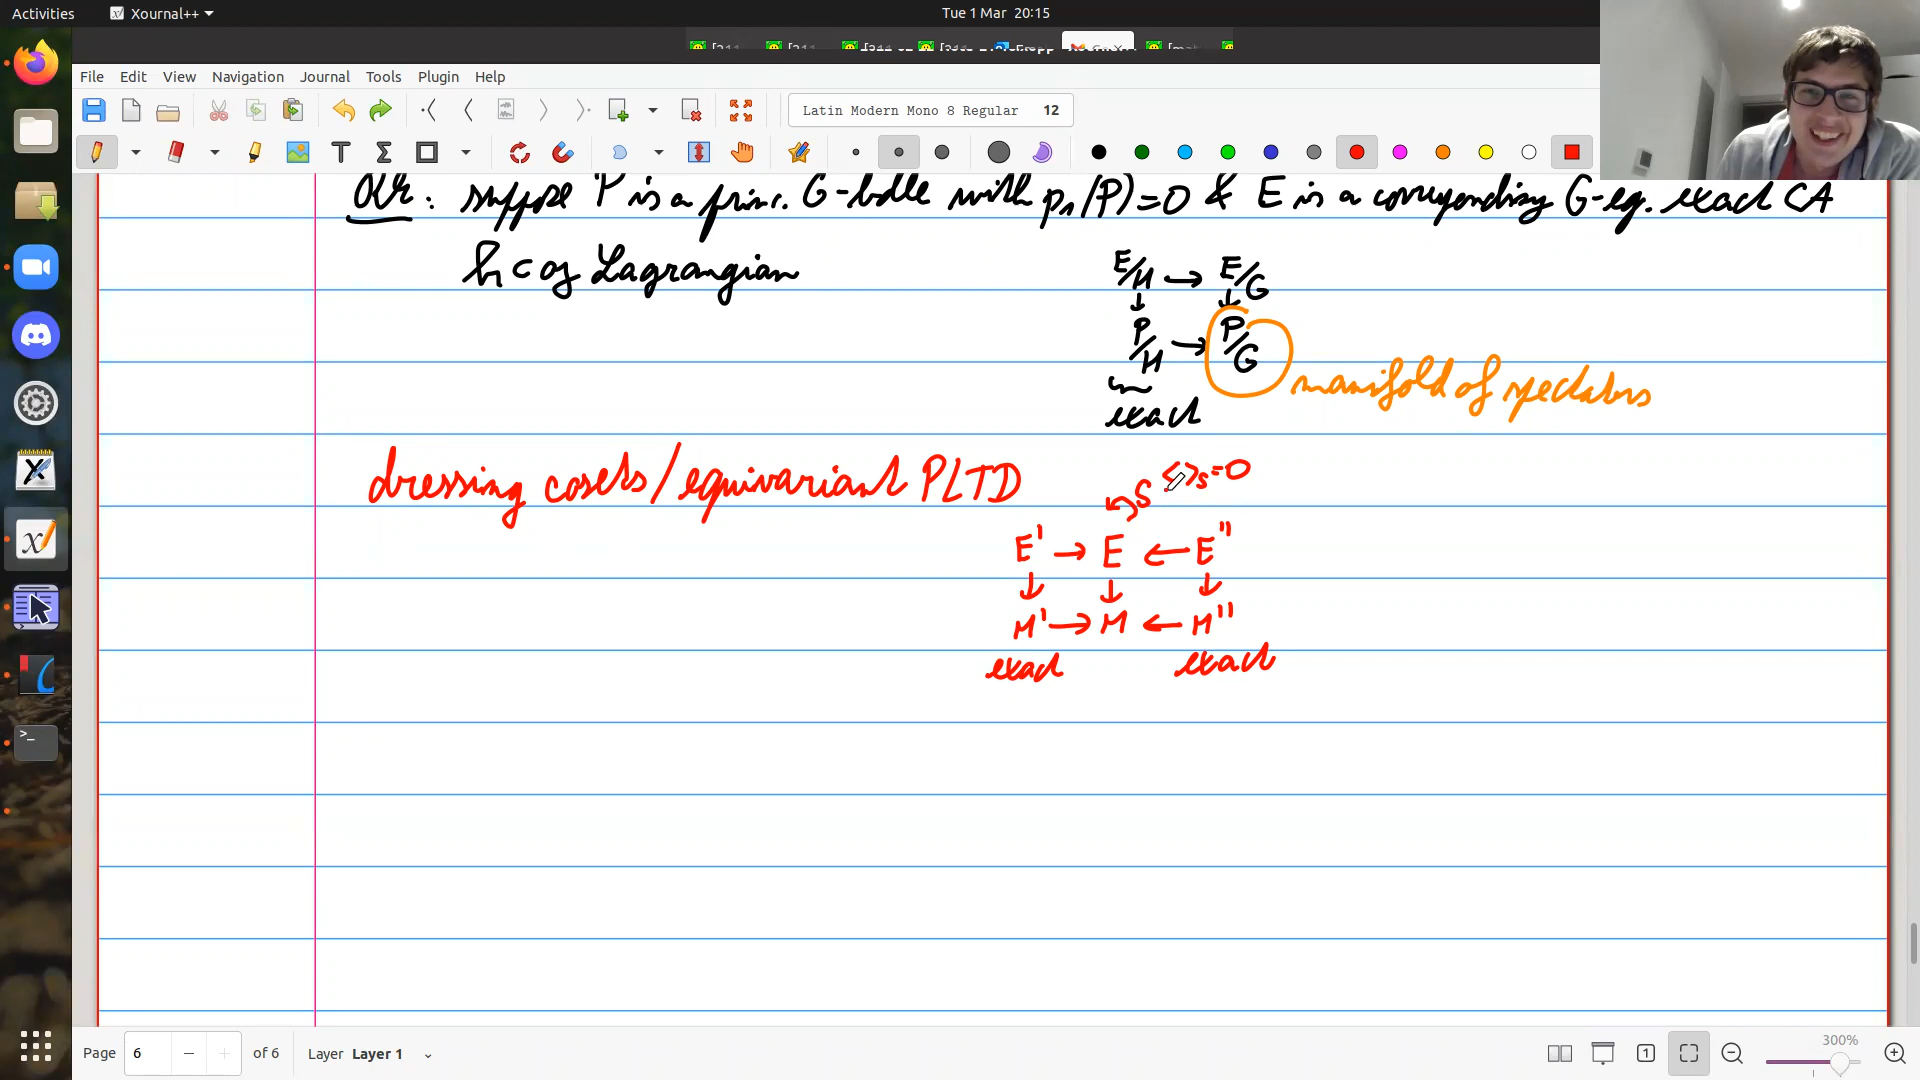 Activities Xournal++ Tue 1 Mar 20:15
File Edit View Navigation Journal Tools Plugin Help
Latin Modern Mono 8 Regular 12
suppose P is a princ. G-bdle with p₁(P)=0 & E is a corresponding G-eq. exact CA
h ⊂ g Lagrangian
E/H → E/G
↓ ↓
P/H → P/G
manifold of spectators
exact
dressing cosets/equivariant PLTD
S <>ₛ=0
E' → E ← E''
↓ ↓ ↓
M' → M ← M''
exact exact
Page 6 of 6 Layer Layer 1 300%